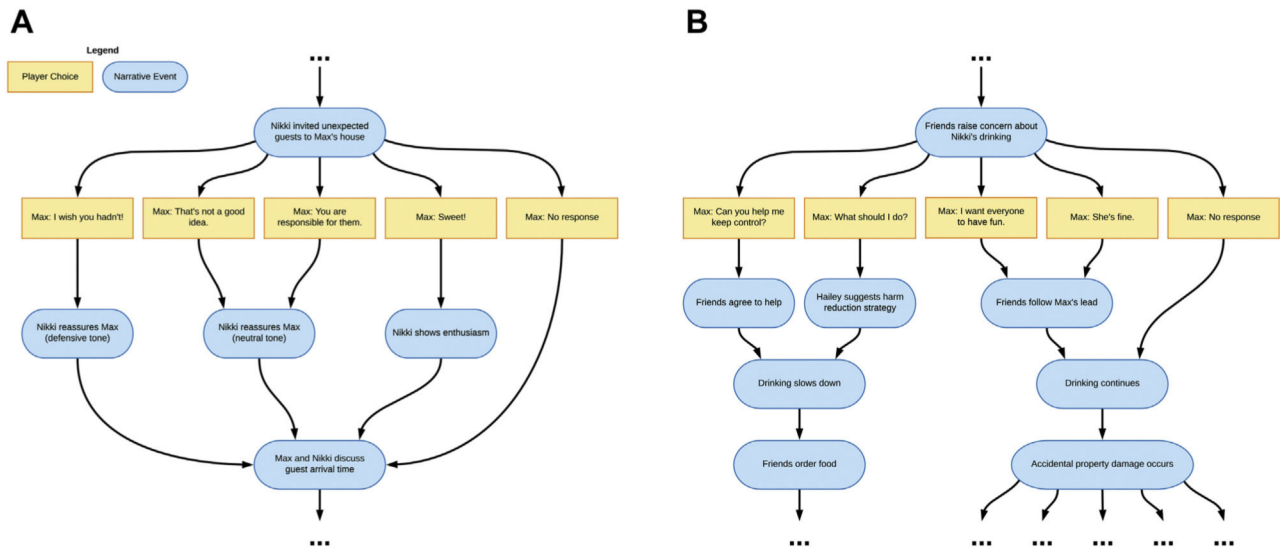 A
Legend
Player Choice
Narrative Event
...
Nikki invited unexpected
guests to Max's house
Max: I wish you hadn't!
Max: That's not a good
idea.
Max: You are
responsible for them.
Max: Sweet!
Max: No response
Nikki reassures Max
(defensive tone)
Nikki reassures Max
(neutral tone)
Nikki shows enthusiasm
Max and Nikki discuss
guest arrival time
...
B
...
Friends raise concern about
Nikki's drinking
Max: Can you help me
keep control?
Max: What should I do?
Max: I want everyone
to have fun.
Max: She's fine.
Max: No response
Friends agree to help
Hailey suggests harm
reduction strategy
Friends follow Max's lead
Drinking slows down
Drinking continues
Friends order food
Accidental property damage occurs
...
...
...
...
...
...